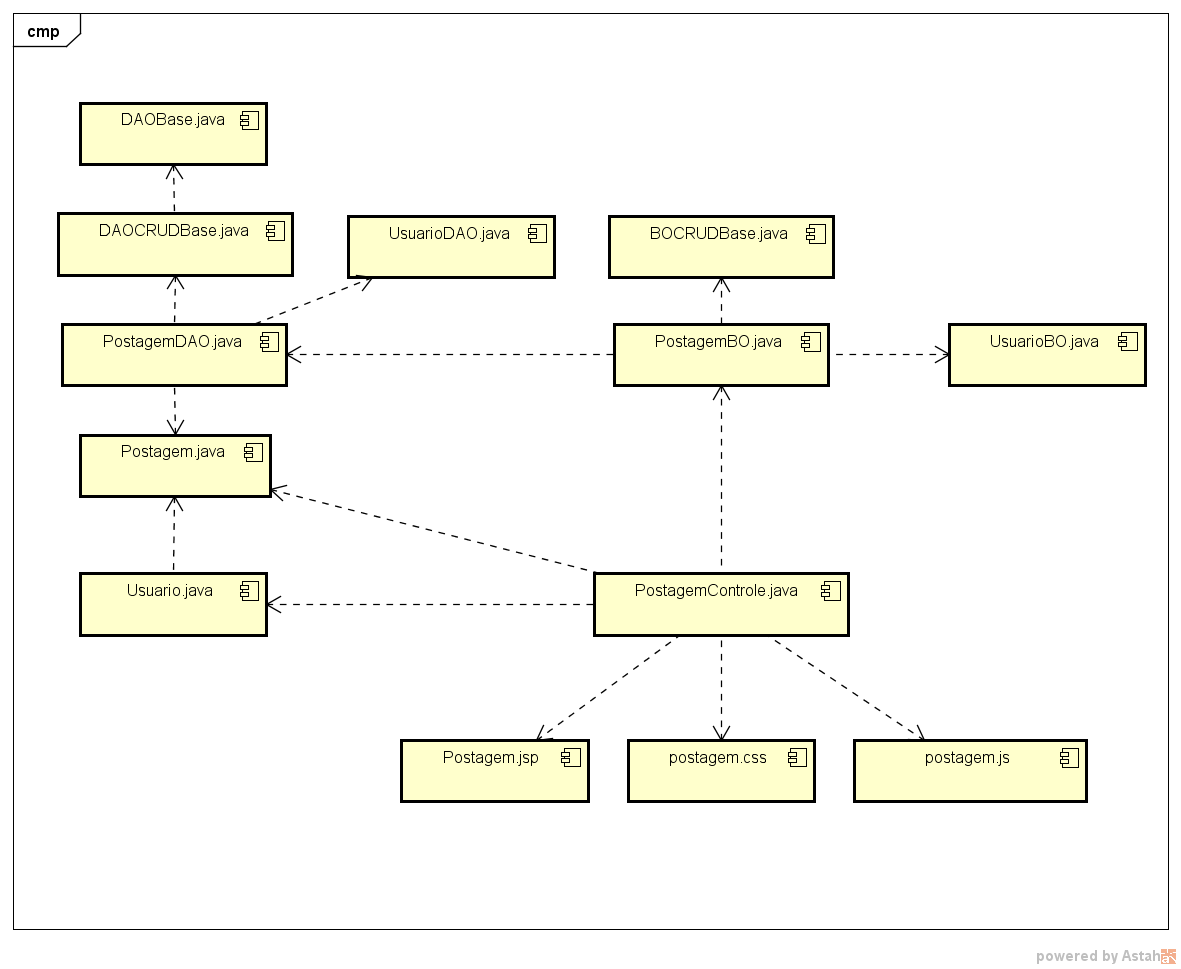 cmp
DAOBase.java
DAOCRUDBase.java
UsuarioDAO.java
BOCRUDBase.java
PostagemDAO.java
PostagemBO.java
UsuarioBO.java
Postagem.java
Usuario.java
PostagemControle.java
Postagem.jsp
postagem.css
postagem.js
powered by Astah